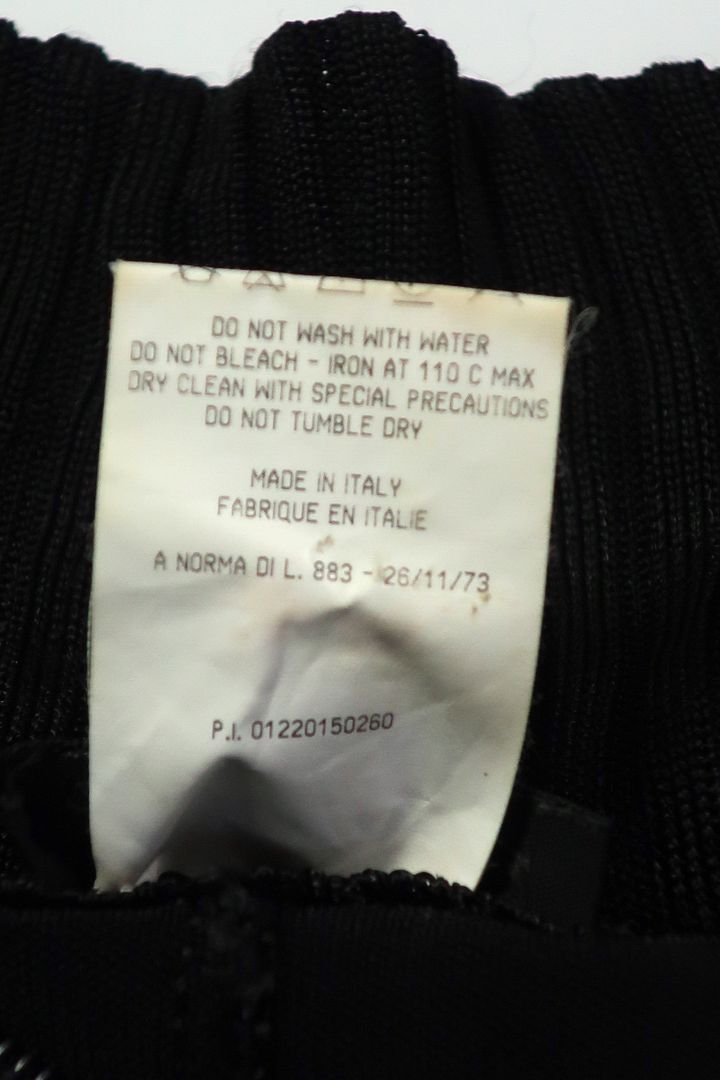 DO NOT WASH WITH WATER
DO NOT BLEACH - IRON AT 110 C MAX
DRY CLEAN WITH SPECIAL PRECAUTIONS
DO NOT TUMBLE DRY
MADE IN ITALY
FABRIQUE EN ITALIE
A NORMA DI L. 883 - 26/11/73
P.I. 01220150260